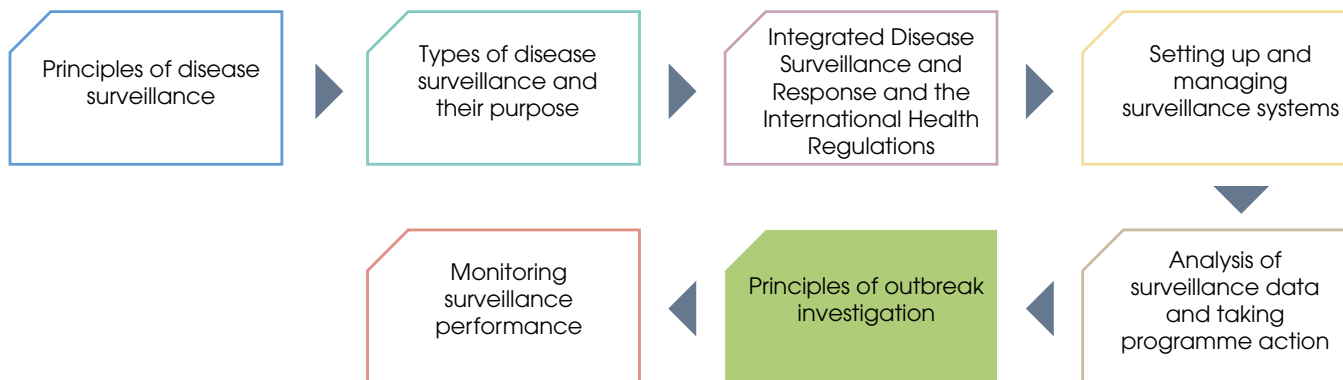 Principles of disease
surveillance
Types of disease
surveillance and
their purpose
Integrated Disease
Surveillance and
Response and the
International Health
Regulations
Setting up and
managing
surveillance systems
Analysis of
surveillance data
and taking
programme action
Principles of outbreak
investigation
Monitoring
surveillance
performance